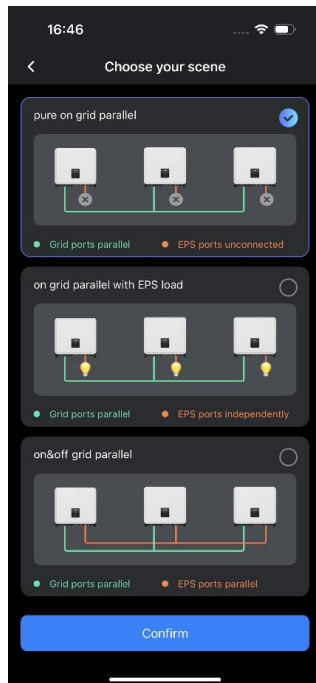 16:46
Choose your scene
pure on grid parallel
Grid ports parallel EPS ports unconnected
on grid parallel with EPS load
Grid ports parallel EPS ports independently
on&off grid parallel
Grid ports parallel EPS ports parallel
Confirm